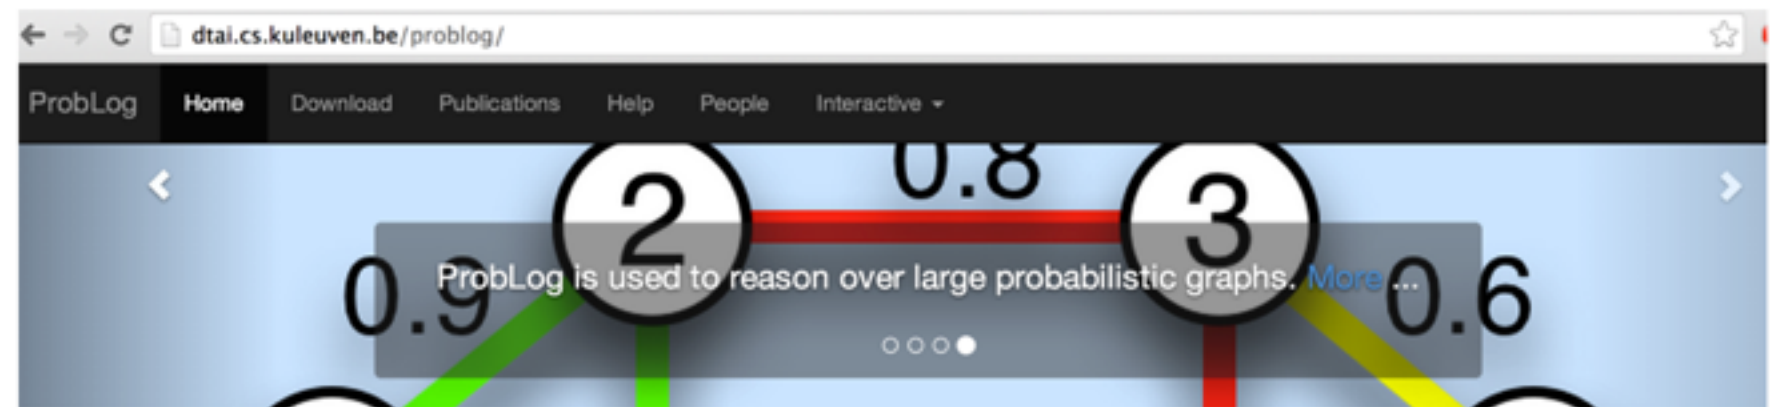 dtai.cs.kuleuven.be/problog/
ProbLog Home Download Publications Help People Interactive
0.8
2 3
ProbLog is used to reason over large probabilistic graphs. More ...
0.9 0.6